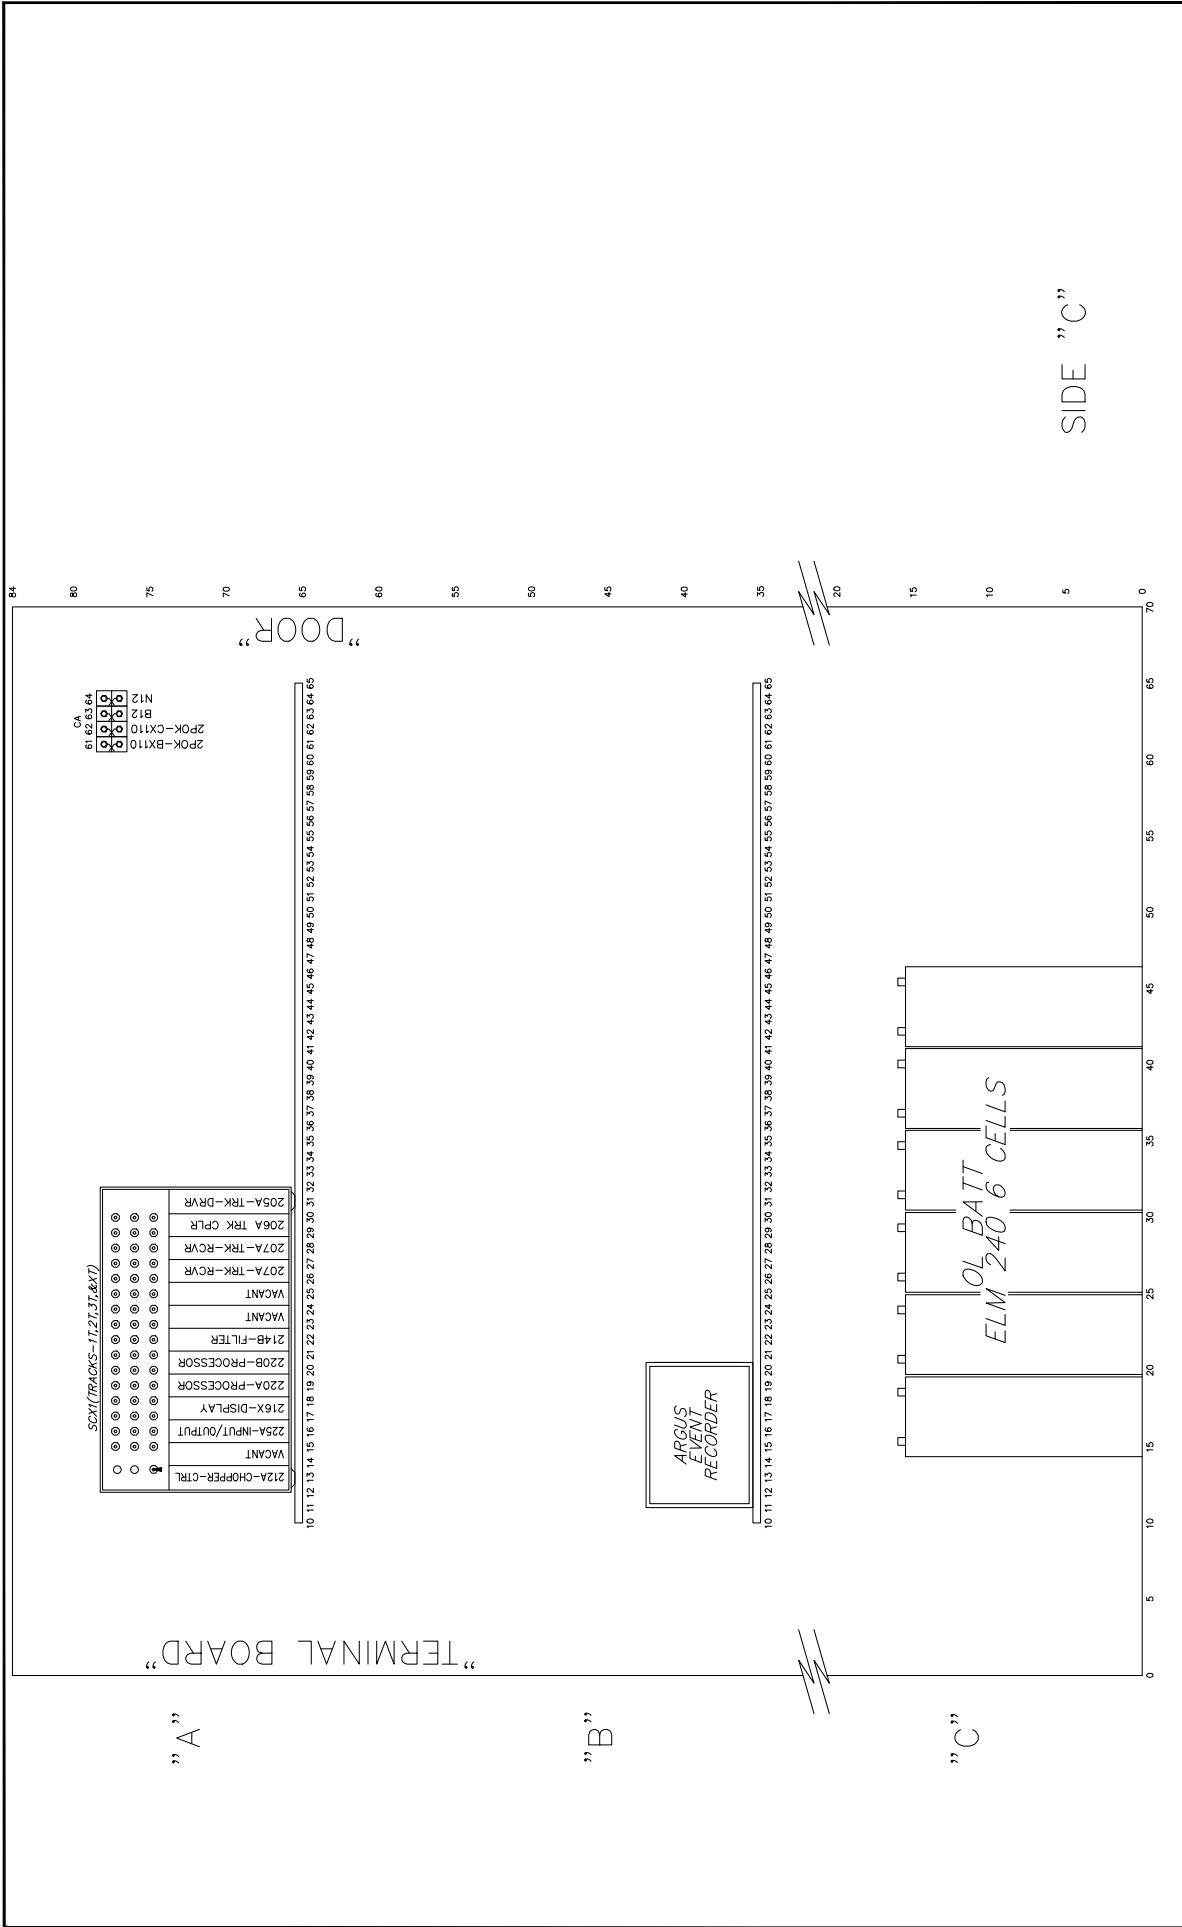 "A"
"B"
"C"
SIDE "C"
"TERMINAL BOARD"
"DOOR"
SCX1(TRACKS-1T,2T,3T,&XT)
212A-CHOPPER-CTRL
VACANT
225A-INPUT/OUTPUT
216X-DISPLAY
220A-PROCESSOR
220B-PROCESSOR
214B-FILTER
VACANT
VACANT
207A-TRK-RCVR
207A-TRK-RCVR
206A TRK CPLR
205A-TRK-DRVR
CA
61 62 63 64
2POK-BX110
2POK-CX110
B12
N12
10 11 12 13 14 15 16 17 18 19 20 21 22 23 24 25 26 27 28 29 30 31 32 33 34 35 36 37 38 39 40 41 42 43 44 45 46 47 48 49 50 51 52 53 54 55 56 57 58 59 60 61 62 63 64 65
ARGUS
EVENT
RECORDER
10 11 12 13 14 15 16 17 18 19 20 21 22 23 24 25 26 27 28 29 30 31 32 33 34 35 36 37 38 39 40 41 42 43 44 45 46 47 48 49 50 51 52 53 54 55 56 57 58 59 60 61 62 63 64 65
OL BATT
ELM 240 6 CELLS
84
80
75
70
65
60
55
50
45
40
35
20
15
10
5
0
0 5 10 15 20 25 30 35 40 45 50 55 60 65 70